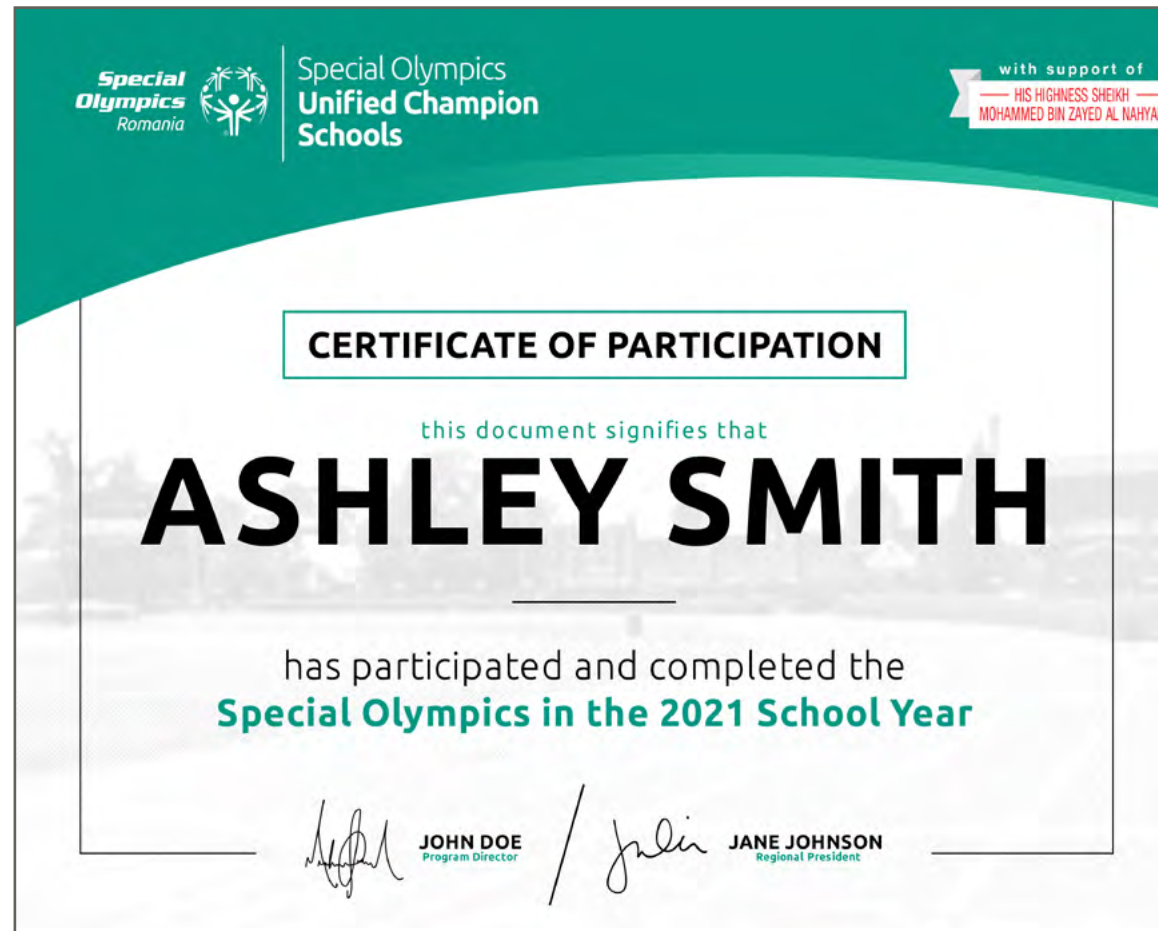 Special
Olympics
Romania
Special Olympics
Unified Champion
Schools
with support of
HIS HIGHNESS SHEIKH
MOHAMMED BIN ZAYED AL
CERTIFICATE OF PARTICIPATION
this document signifies that
ASHLEY SMITH
has participated and completed the
Special Olympics in the 2021 School Year
JOHN DOE
Program Director
JANE JOHNSON
Regional President